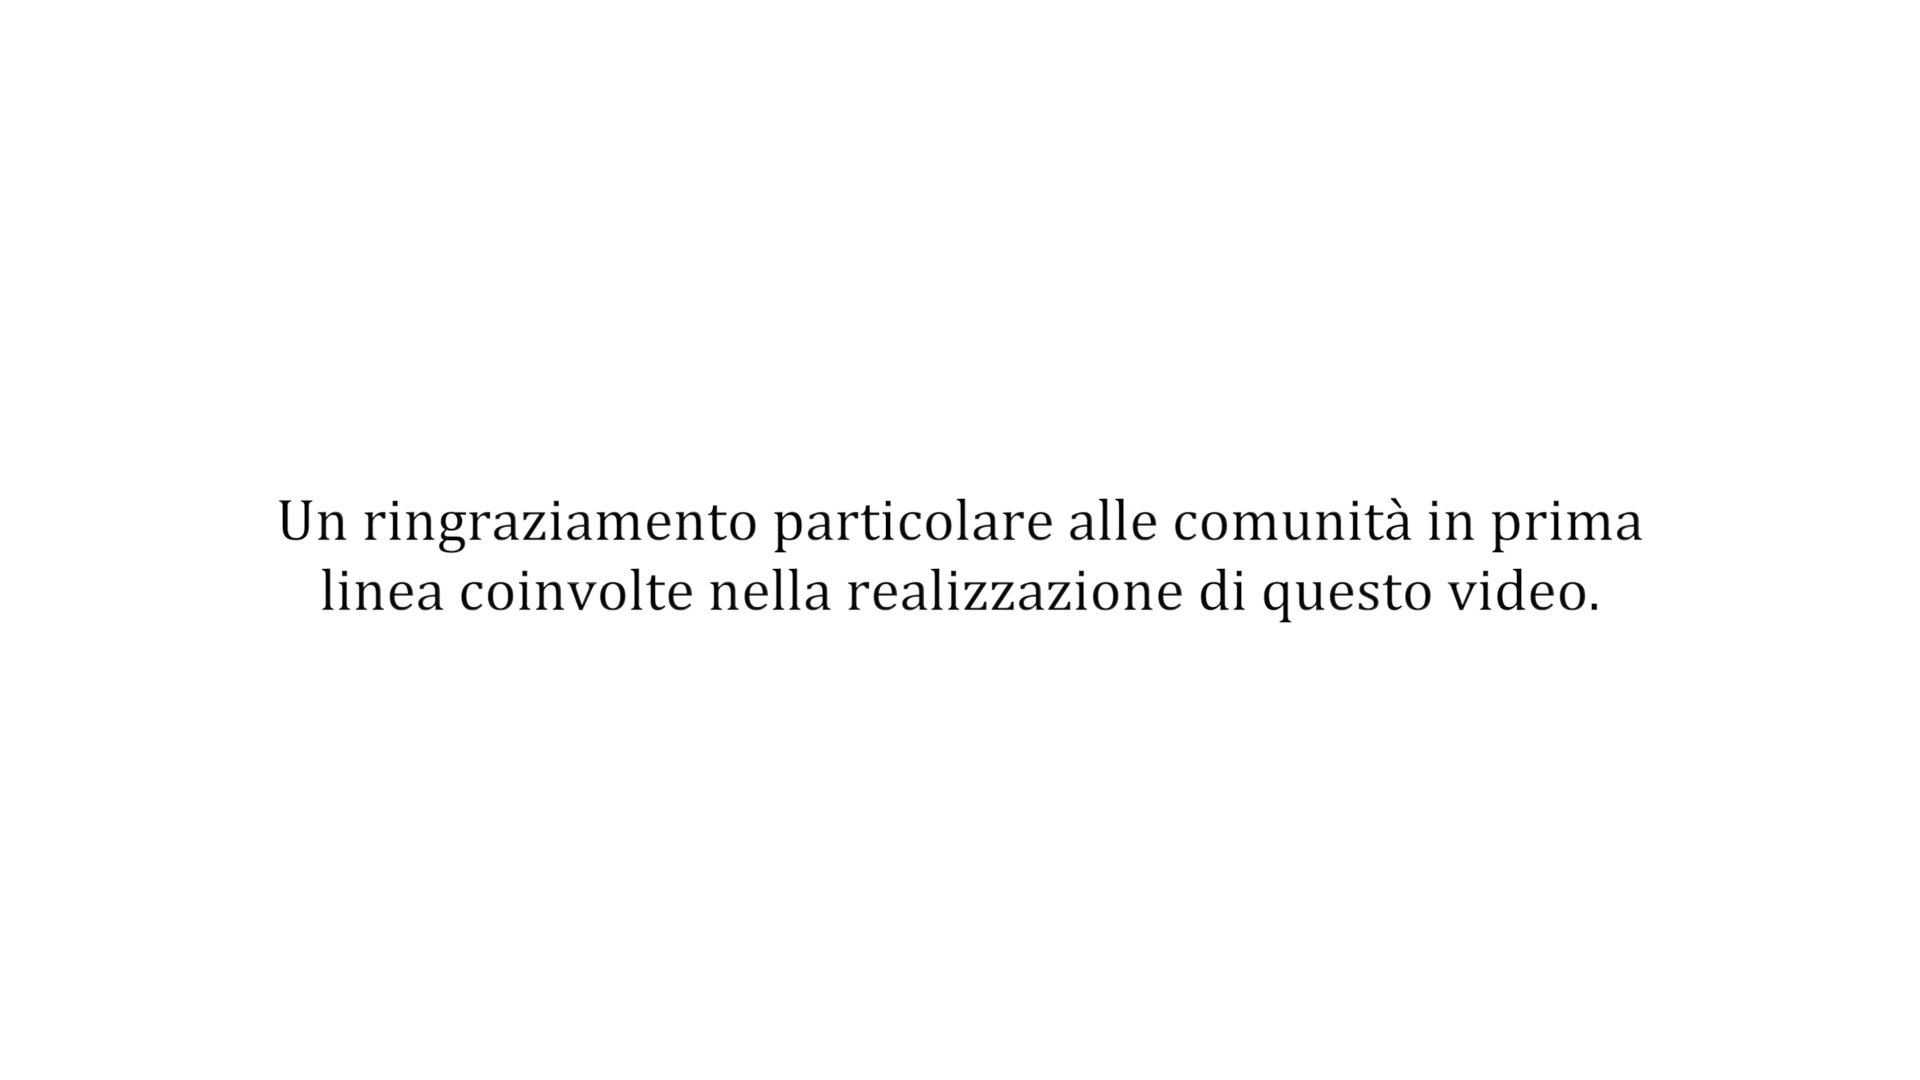 Un ringraziamento particolare alle comunità in prima
linea coinvolte nella realizzazione di questo video.